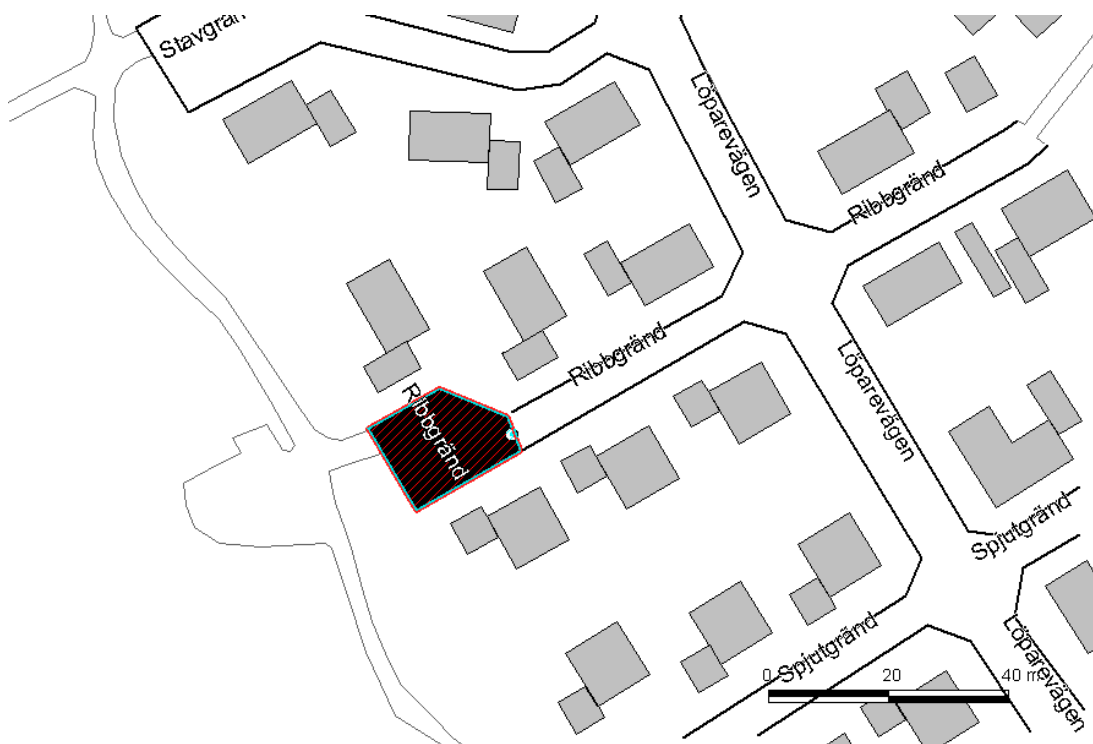 Stavgrän
Löparevägen
Ribbgränd
Ribbgränd
Löparevägen
Ribbgränd
Spjutgränd
Spjutgränd
Löparevägen
0 20 40 m